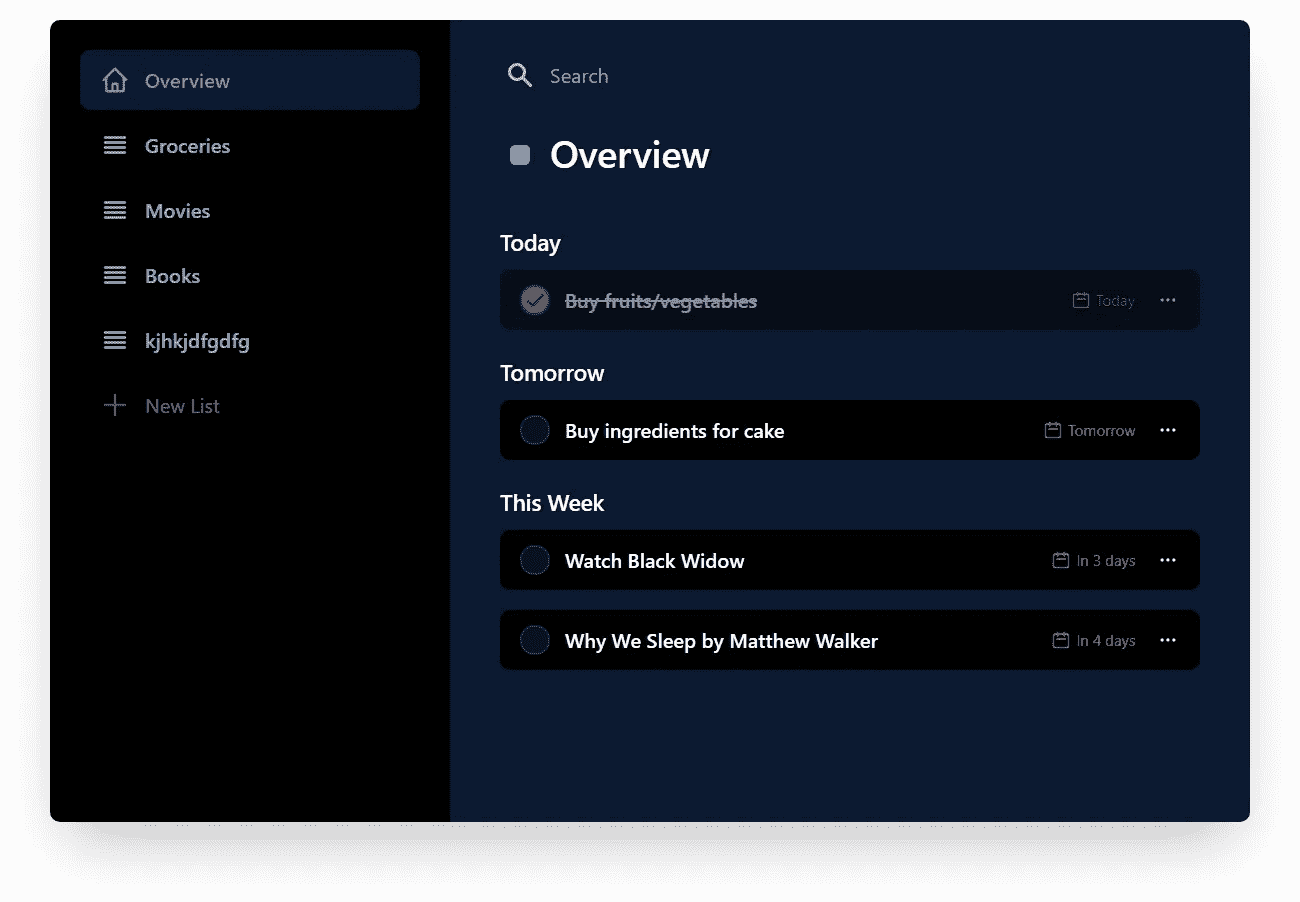 Overview
Groceries
Movies
Books
kjhkjdfgdfg
New List
Search
Overview
Today
Buy fruits/vegetables Today
Tomorrow
Buy ingredients for cake Tomorrow
This Week
Watch Black Widow In 3 days
Why We Sleep by Matthew Walker In 4 days